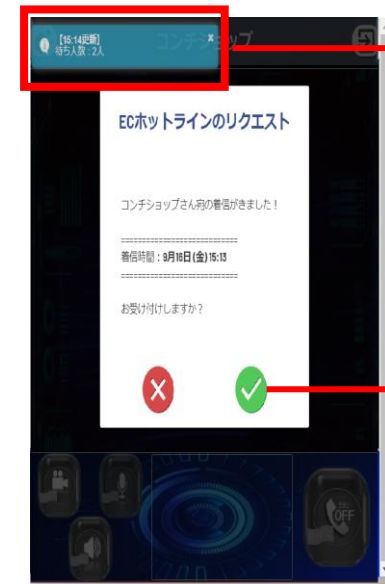 [15:14更新]
待ち人数 : 2人
×
コンチショップ
ECホットラインのリクエスト
コンチショップさん宛の着信がきました！
============================
着信時間：9月16日(金)15:13
============================
お受け付けしますか？
OFF